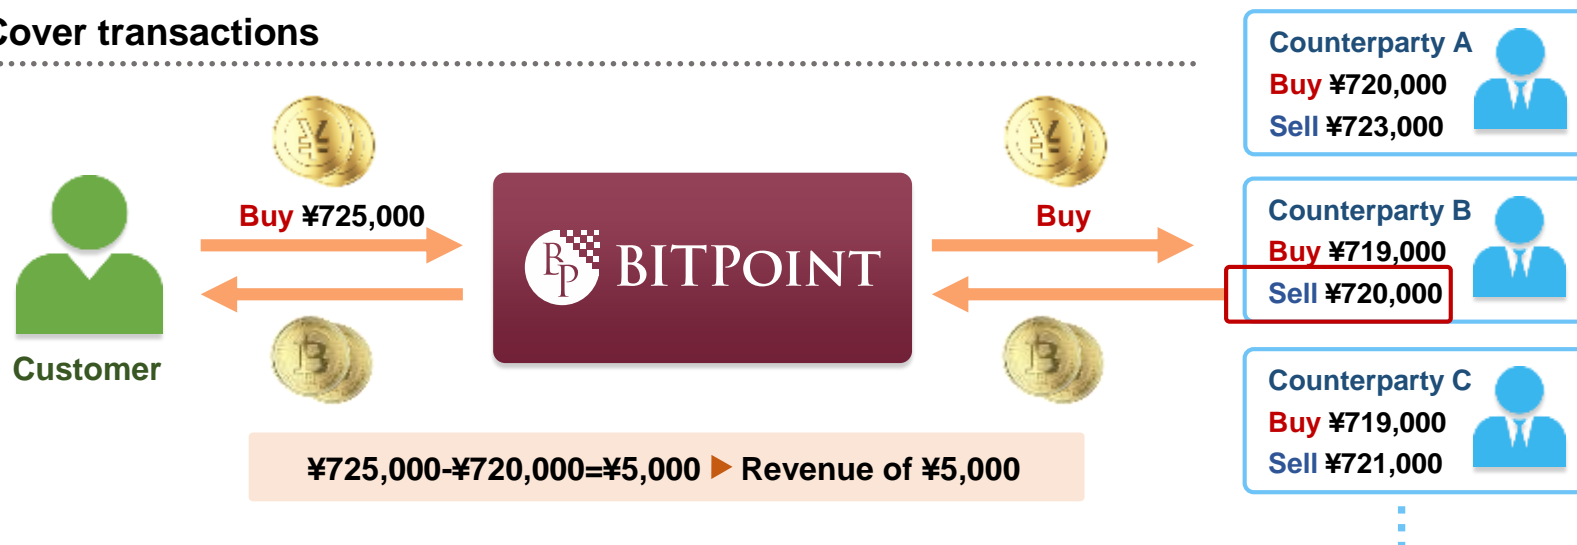 Cover transactions
Buy ¥725,000
Customer
BP BITPOINT
Buy
¥725,000-¥720,000=¥5,000 ▶ Revenue of ¥5,000
Counterparty A
Buy ¥720,000
Sell ¥723,000
Counterparty B
Buy ¥719,000
Sell ¥720,000
Counterparty C
Buy ¥719,000
Sell ¥721,000